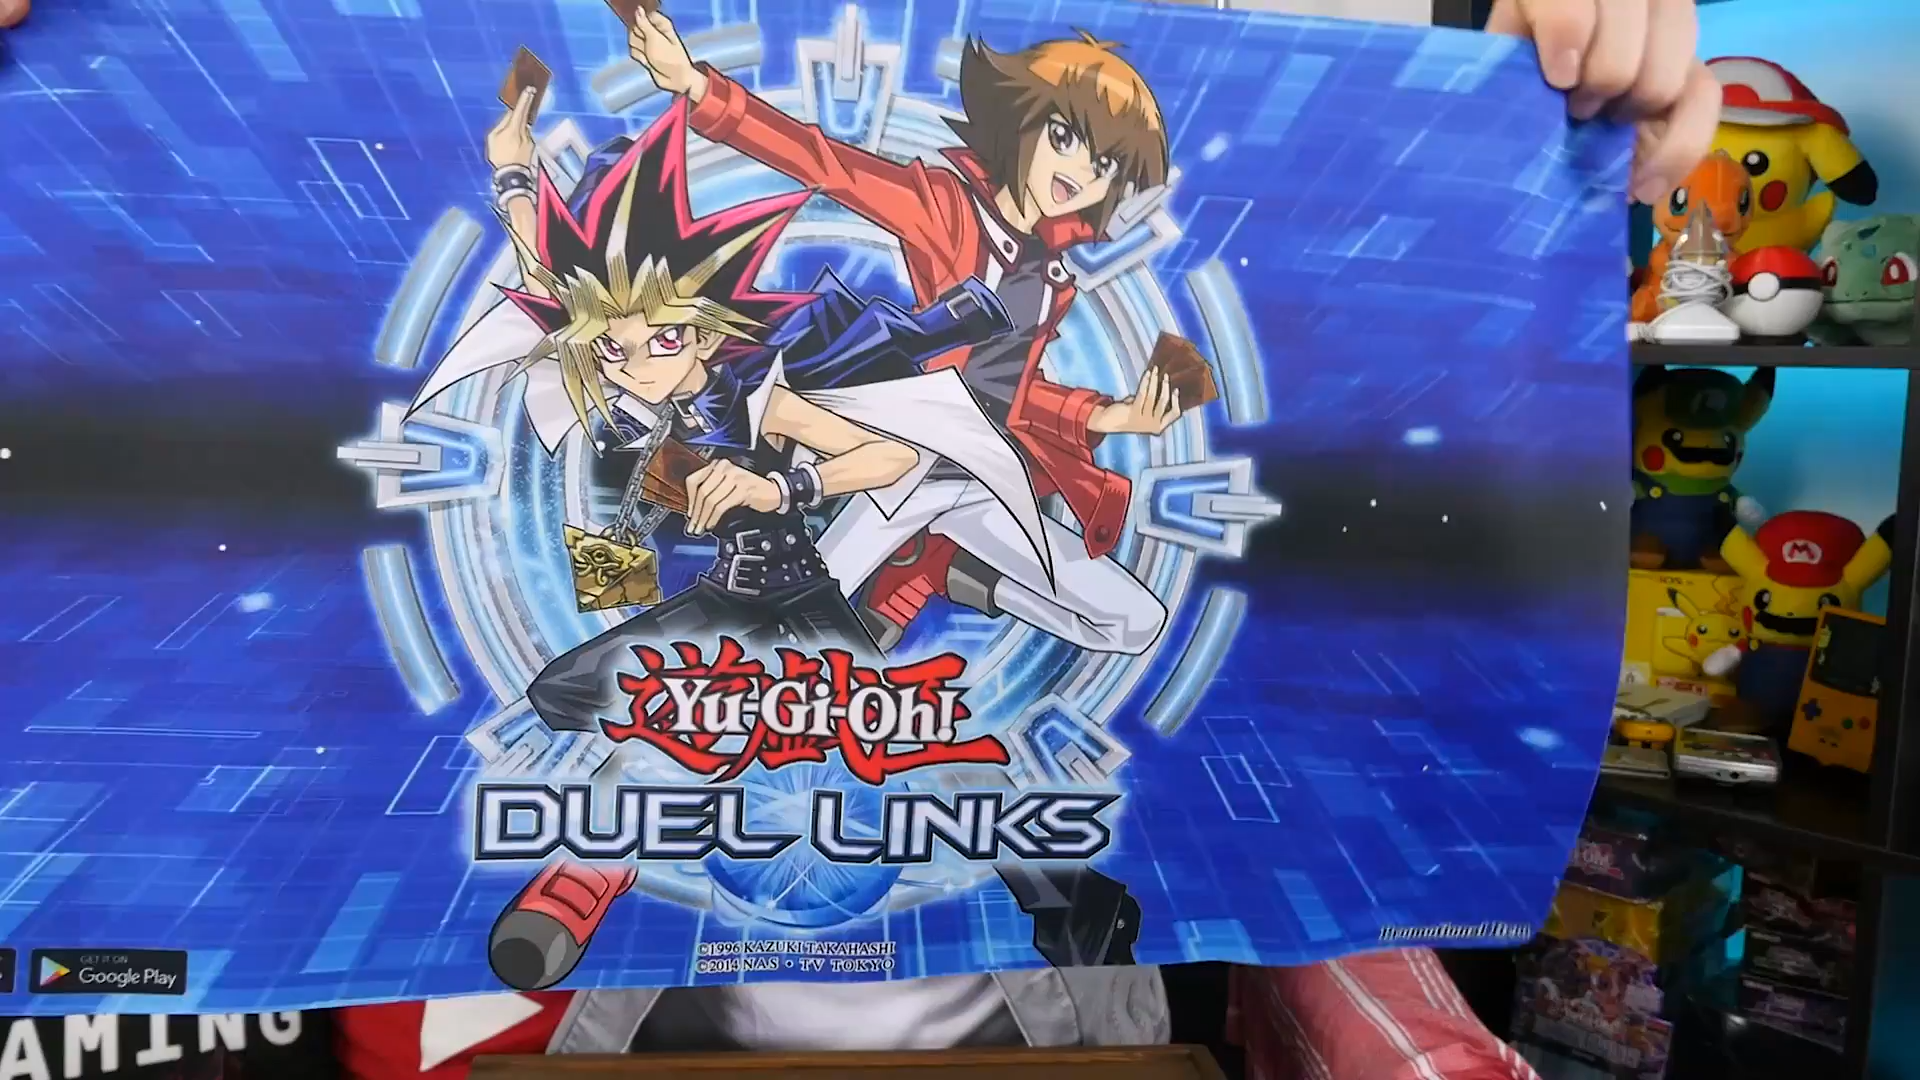 遊戯王
Yu-Gi-Oh!
DUEL LINKS
©1996 KAZUKI TAKAHASHI
©2014 NAS • TV TOKYO
Promotional Item
GET IT ON
Google Play
AMING
M